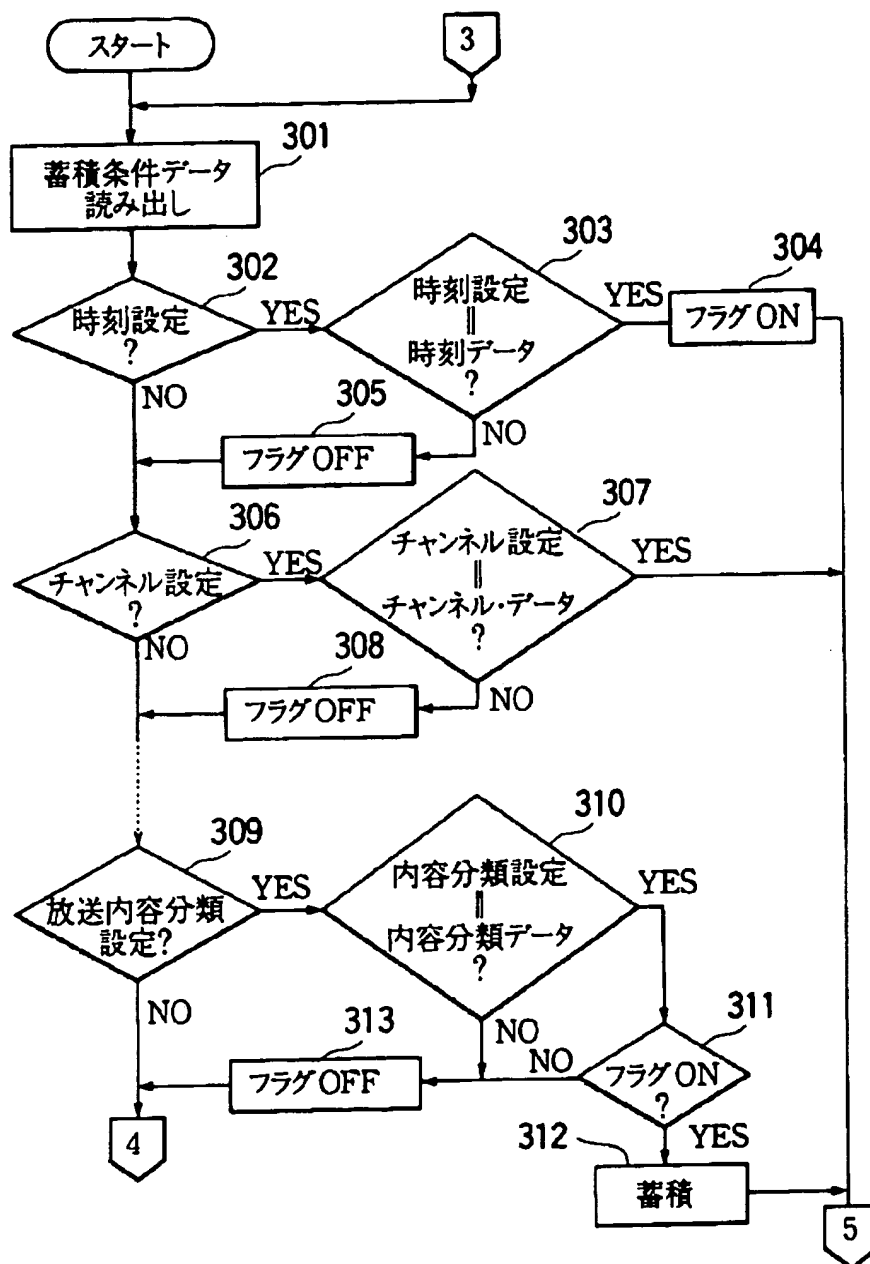 スタート
3
301
蓄積条件データ
読み出し
302
時刻設定
?
YES
NO
303
時刻設定
||
時刻データ
?
YES
NO
304
フラグON
305
フラグOFF
306
チャンネル設定
?
YES
NO
307
チャンネル設定
||
チャンネル・データ
?
YES
NO
308
フラグOFF
309
放送内容分類
設定?
YES
NO
310
内容分類設定
||
内容分類データ
?
YES
NO
311
フラグON
?
NO
YES
313
フラグOFF
312
蓄積
4
5